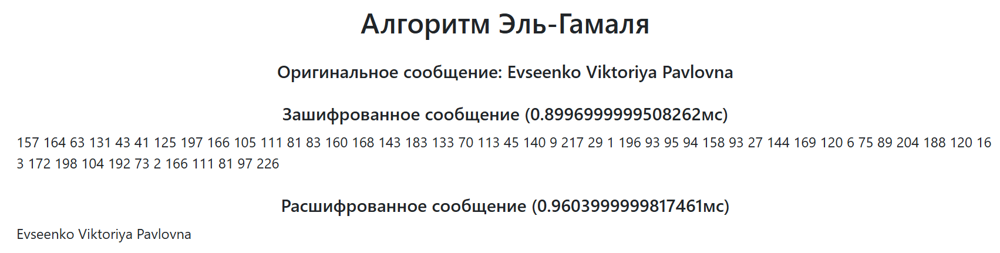 Алгоритм Эль-Гамаля
Оригинальное сообщение: Evseenko Viktoriya Pavlovna
Зашифрованное сообщение (0.8996999999508262мс)
157 164 63 131 43 41 125 197 166 105 111 81 83 160 168 143 183 133 70 113 45 140 9 217 29 1 196 93 95 94 158 93 27 144 169 120 6 75 89 204 188 120 16
3 172 198 104 192 73 2 166 111 81 97 226
Расшифрованное сообщение (0.9603999999817461мс)
Evseenko Viktoriya Pavlovna